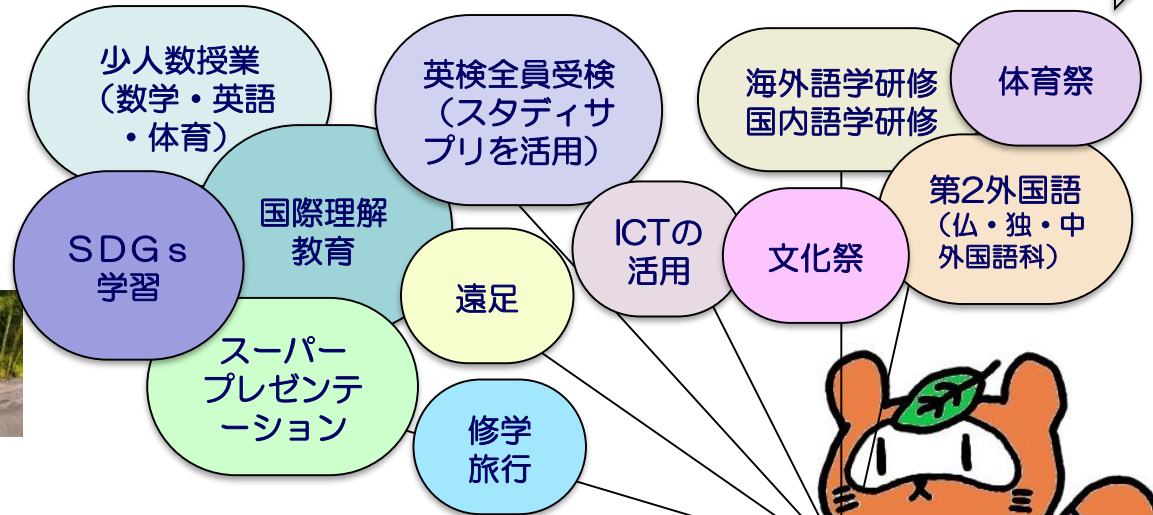 少人数授業
（数学・英語
・体育）
英検全員受検
（スタディサ
プリを活用）
海外語学研修
国内語学研修
体育祭
SDGs
学習
国際理解
教育
遠足
ICTの
活用
文化祭
第2外国語
（仏・独・中
外国語科）
スーパー
プレゼンテ
ーション
修学
旅行